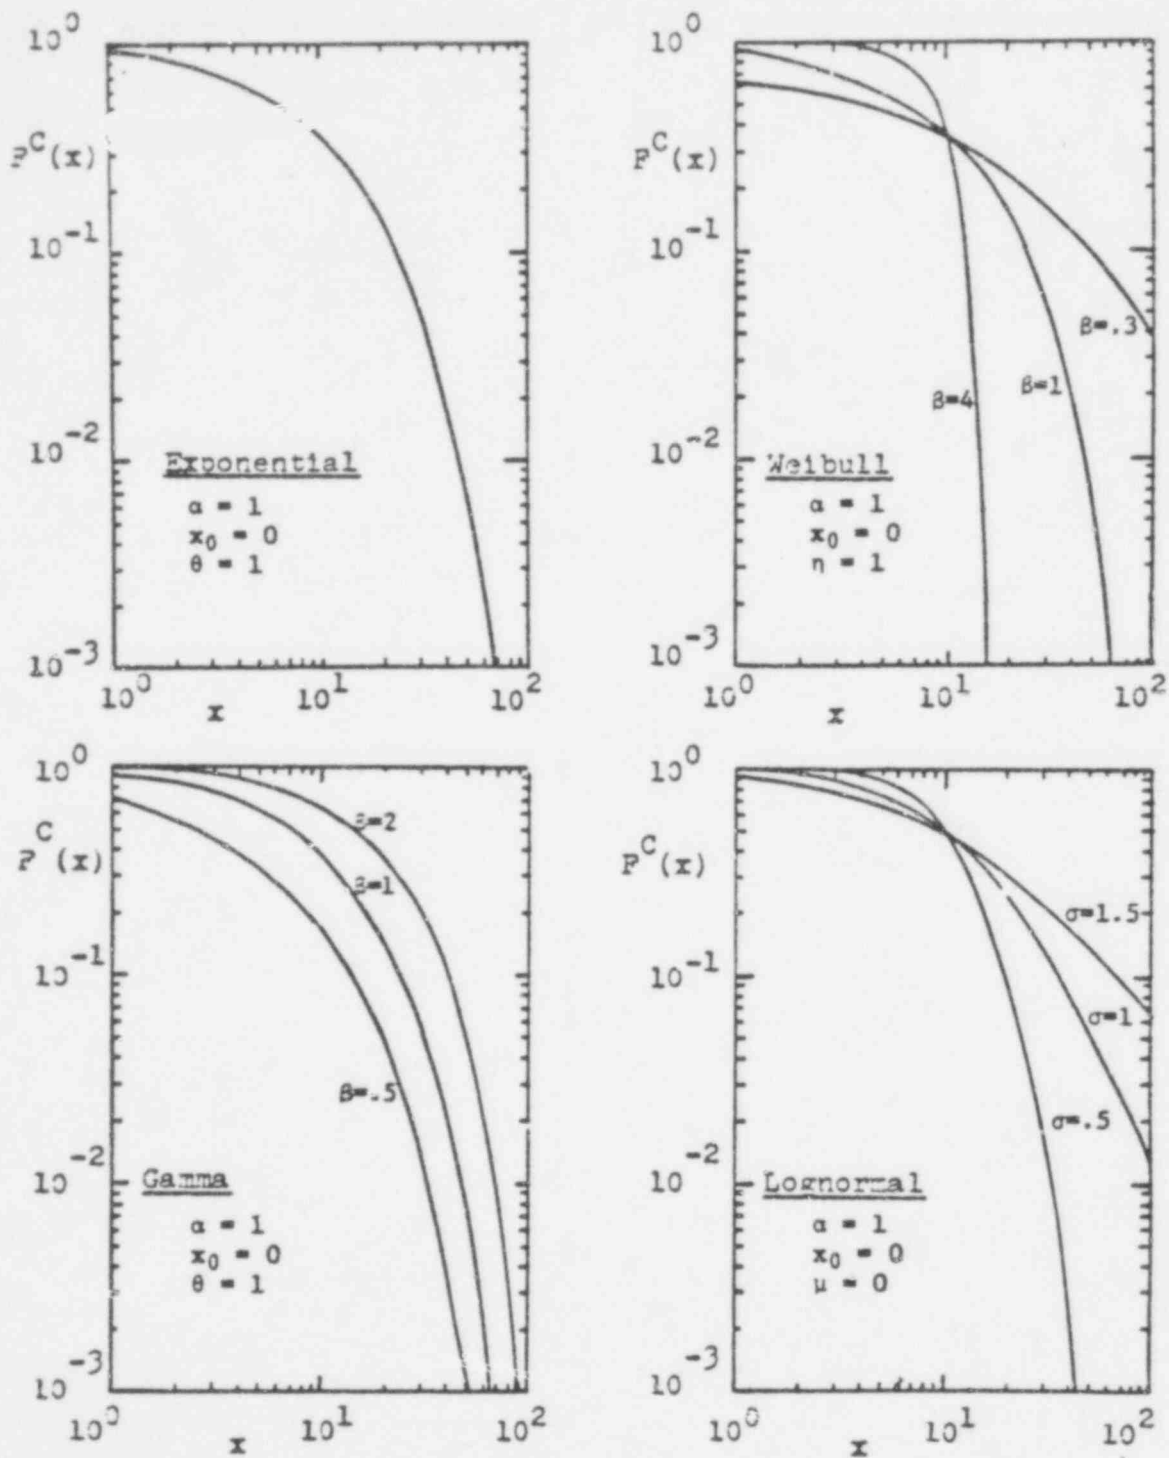 10^0
F^C(x)
10^-1
10^-2
10^-3
Exponential
α = 1
x_0 = 0
θ = 1
10^0
10^1
10^2
x
10^0
F^C(x)
10^-1
10^-2
10^-3
β=.3
β=1
β=4
Weibull
α = 1
x_0 = 0
η = 1
10^0
10^1
10^2
x
10^0
F^C(x)
10^-1
10^-2
10^-3
β=2
β=1
β=.5
Gamma
α = 1
x_0 = 0
θ = 1
10^0
10^1
10^2
x
10^0
F^C(x)
10^-1
10^-2
10^-3
σ=1.5
σ=1
σ=.5
Lognormal
α = 1
x_0 = 0
μ = 0
10^0
10^1
10^2
x